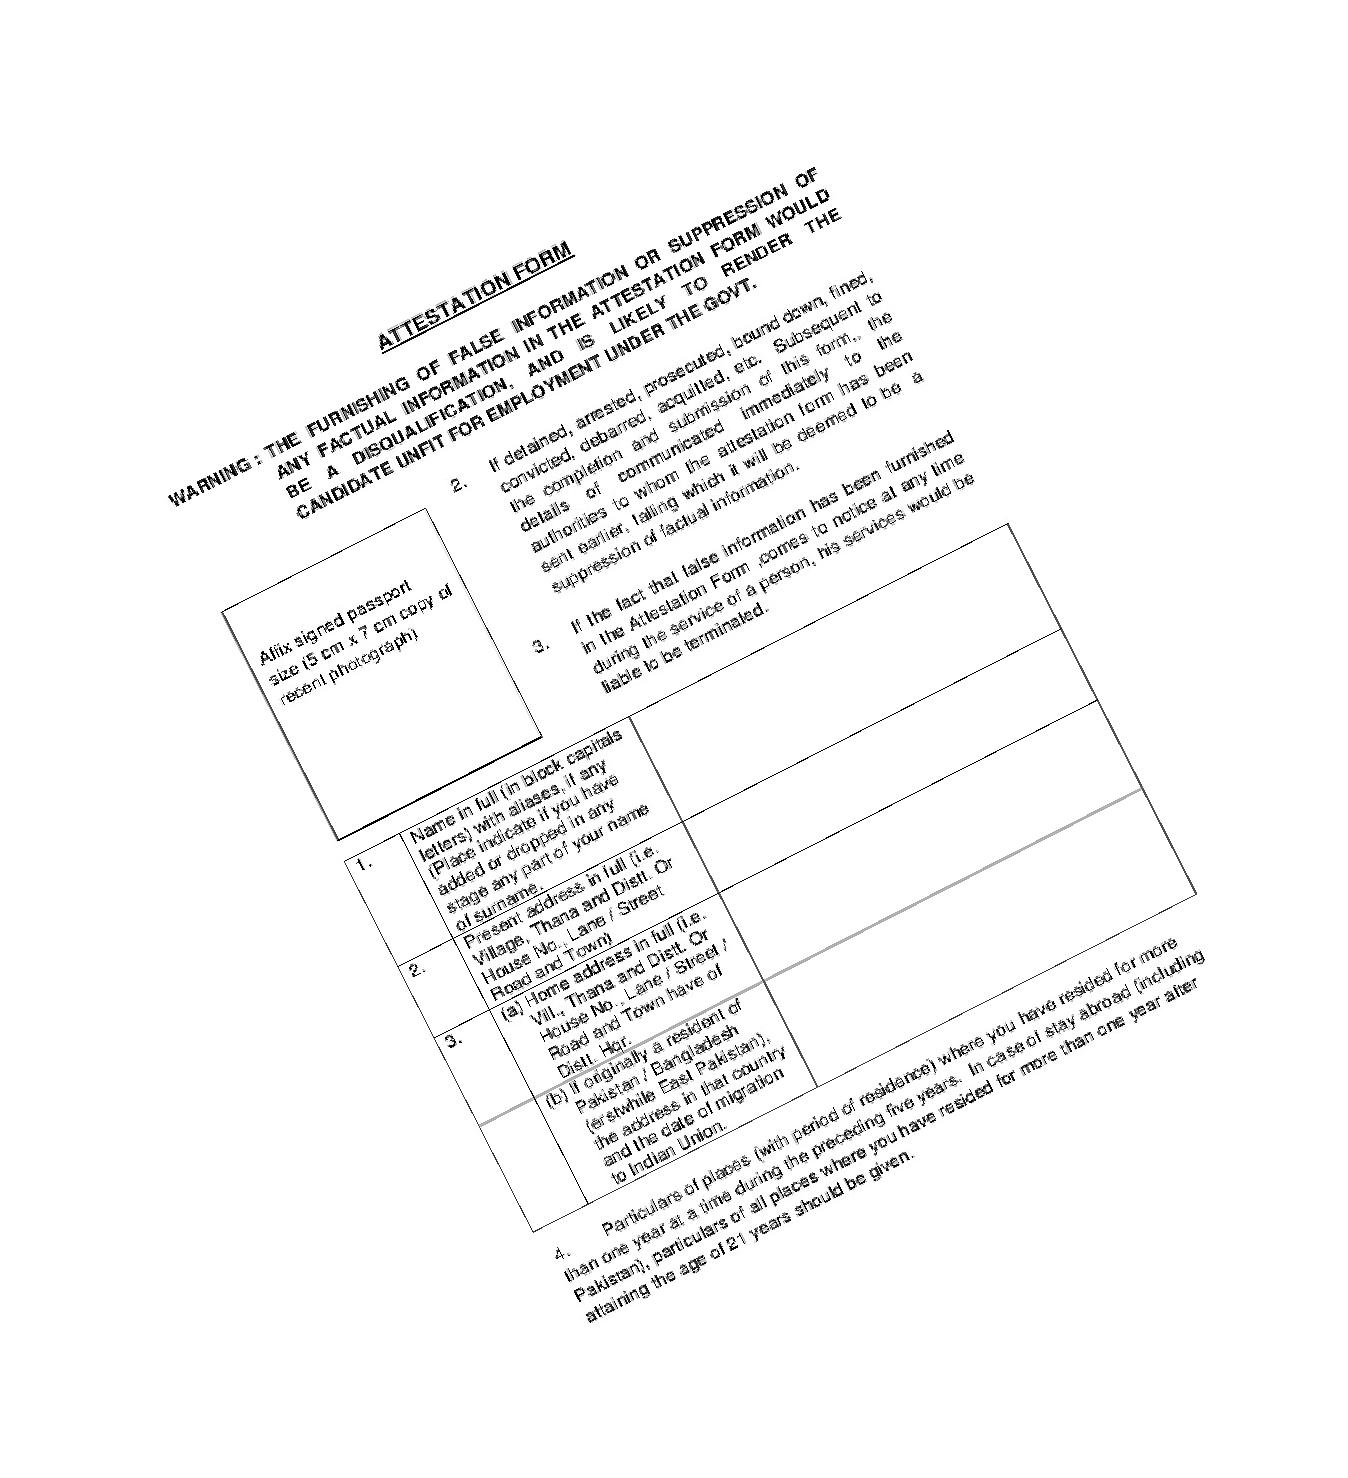 ATTESTATION FORM
WARNING : THE FURNISHING OF FALSE INFORMATION OR SUPPRESSION OF
ANY FACTUAL INFORMATION IN THE ATTESTATION FORM WOULD
BE A DISQUALIFICATION, AND IS LIKELY TO RENDER THE
CANDIDATE UNFIT FOR EMPLOYMENT UNDER THE GOVT.
Affix signed passport
size (5 cm x 7 cm copy of
recent photograph)
2. If detained, arrested, prosecuted, bound down, fined,
convicted, debarred, acquitted, etc. Subsequent to
the completion and submission of this form,, the
details of communicated immediately to the
authorities to whom the attestation form has been
sent earlier, failing which it will be deemed to be a
suppression of factual information.
3. If the fact that false information has been furnished
in the Attestation Form ,comes to notice at any time
during the service of a person, his services would be
liable to be terminated.
1. Name in full (in block capitals
letters) with aliases, if any
(Place indicate if you have
added or dropped in any
stage any part of your name
of surname.
2. Present address in full (i.e.
Village, Thana and Distt. Or
House No., Lane / Street
Road and Town)
3. (a) Home address in full (i.e.
Vill., Thana and Distt. Or
House No., Lane / Street /
Road and Town have of
Distt. Hqr.
(b) If originally a resident of
Pakistan / Bangladesh
(erstwhile East Pakistan),
the address in that country
and the date of migration
to Indian Union.
4. Particulars of places (with period of residence) where you have resided for more
than one year at a time during the preceding five years. In case of stay abroad (including
Pakistan), particulars of all places where you have resided for more than one year after
attaining the age of 21 years should be given.